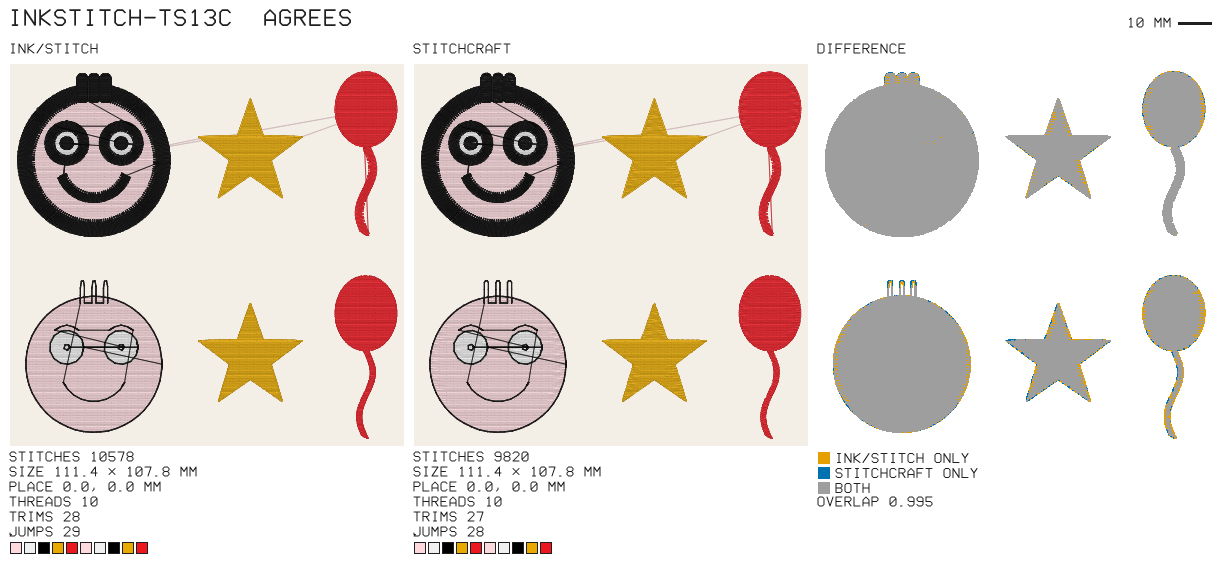 INKSTITCH-TS13C AGREES
10 MM
INK/STITCH
STITCHCRAFT
DIFFERENCE
STITCHES 10578
SIZE 111.4 × 107.8 MM
PLACE 0.0, 0.0 MM
THREADS 10
TRIMS 28
JUMPS 29
STITCHES 9820
SIZE 111.4 × 107.8 MM
PLACE 0.0, 0.0 MM
THREADS 10
TRIMS 27
JUMPS 28
INK/STITCH ONLY
STITCHCRAFT ONLY
BOTH
OVERLAP 0.995